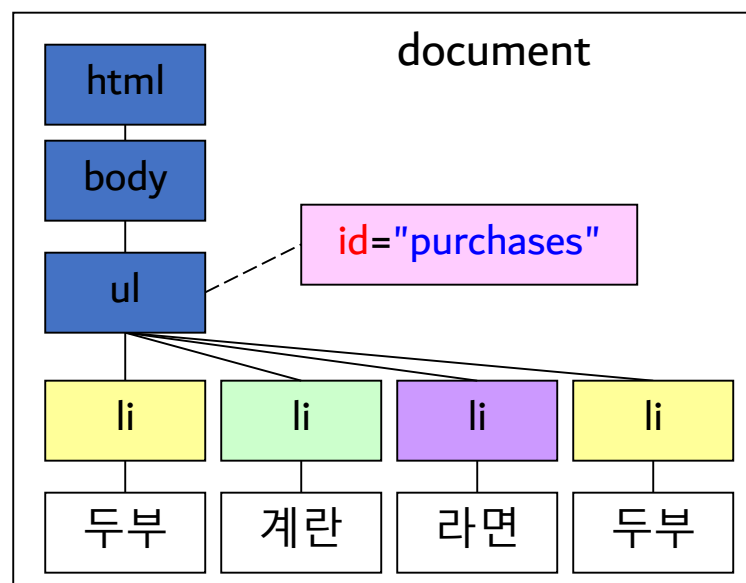 document
html
body
id="purchases"
ul
li li li li
두부 계란 라면 두부